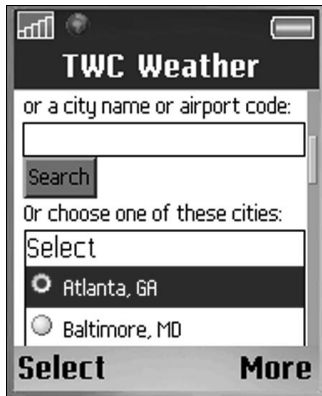 TWC Weather
or a city name or airport code:
Search
Or choose one of these cities:
Select
Atlanta, GA
Baltimore, MD
Select More